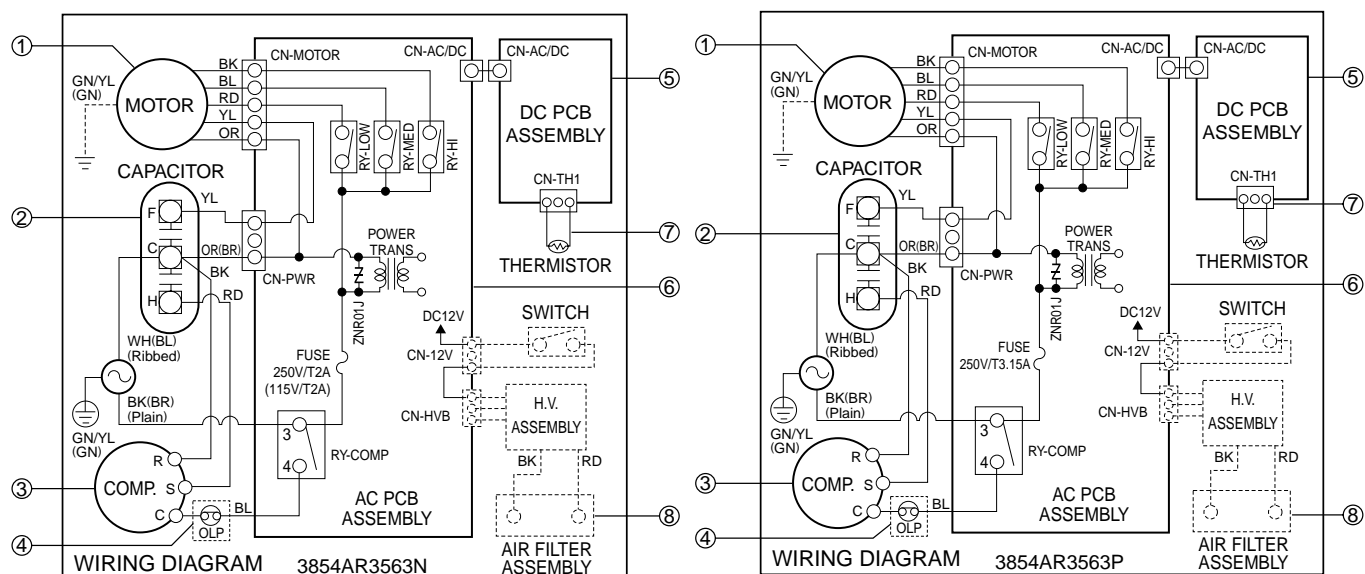 ①
GN/YL
(GN)
MOTOR
BK
BL
RD
YL
OR
CN-MOTOR
CN-AC/DC
CN-AC/DC
⑤
DC PCB
ASSEMBLY
RY-LOW
RY-MED
RY-HI
CN-TH1
⑦
THERMISTOR
CAPACITOR
②
F
C
H
YL
OR(BR)
BK
RD
CN-PWR
POWER
TRANS
ZNR01J
⑥
WH(BL)
(Ribbed)
BK(BR)
(Plain)
GN/YL
(GN)
FUSE
250V/T2A
(115V/T2A)
DC12V
CN-12V
SWITCH
CN-HVB
H.V.
ASSEMBLY
BK
RD
3
4
RY-COMP
③
COMP.
R
S
C
④
OLP
BL
AC PCB
ASSEMBLY
⑧
AIR FILTER
ASSEMBLY
WIRING DIAGRAM
3854AR3563N
①
GN/YL
(GN)
MOTOR
BK
BL
RD
YL
OR
CN-MOTOR
CN-AC/DC
CN-AC/DC
⑤
DC PCB
ASSEMBLY
RY-LOW
RY-MED
RY-HI
CN-TH1
⑦
THERMISTOR
CAPACITOR
②
F
C
H
YL
OR(BR)
BK
RD
CN-PWR
POWER
TRANS
ZNR01J
⑥
WH(BL)
(Ribbed)
BK(BR)
(Plain)
GN/YL
(GN)
FUSE
250V/T3.15A
DC12V
CN-12V
SWITCH
CN-HVB
H.V.
ASSEMBLY
BK
RD
3
4
RY-COMP
③
COMP.
R
S
C
④
OLP
BL
AC PCB
ASSEMBLY
⑧
AIR FILTER
ASSEMBLY
WIRING DIAGRAM
3854AR3563P